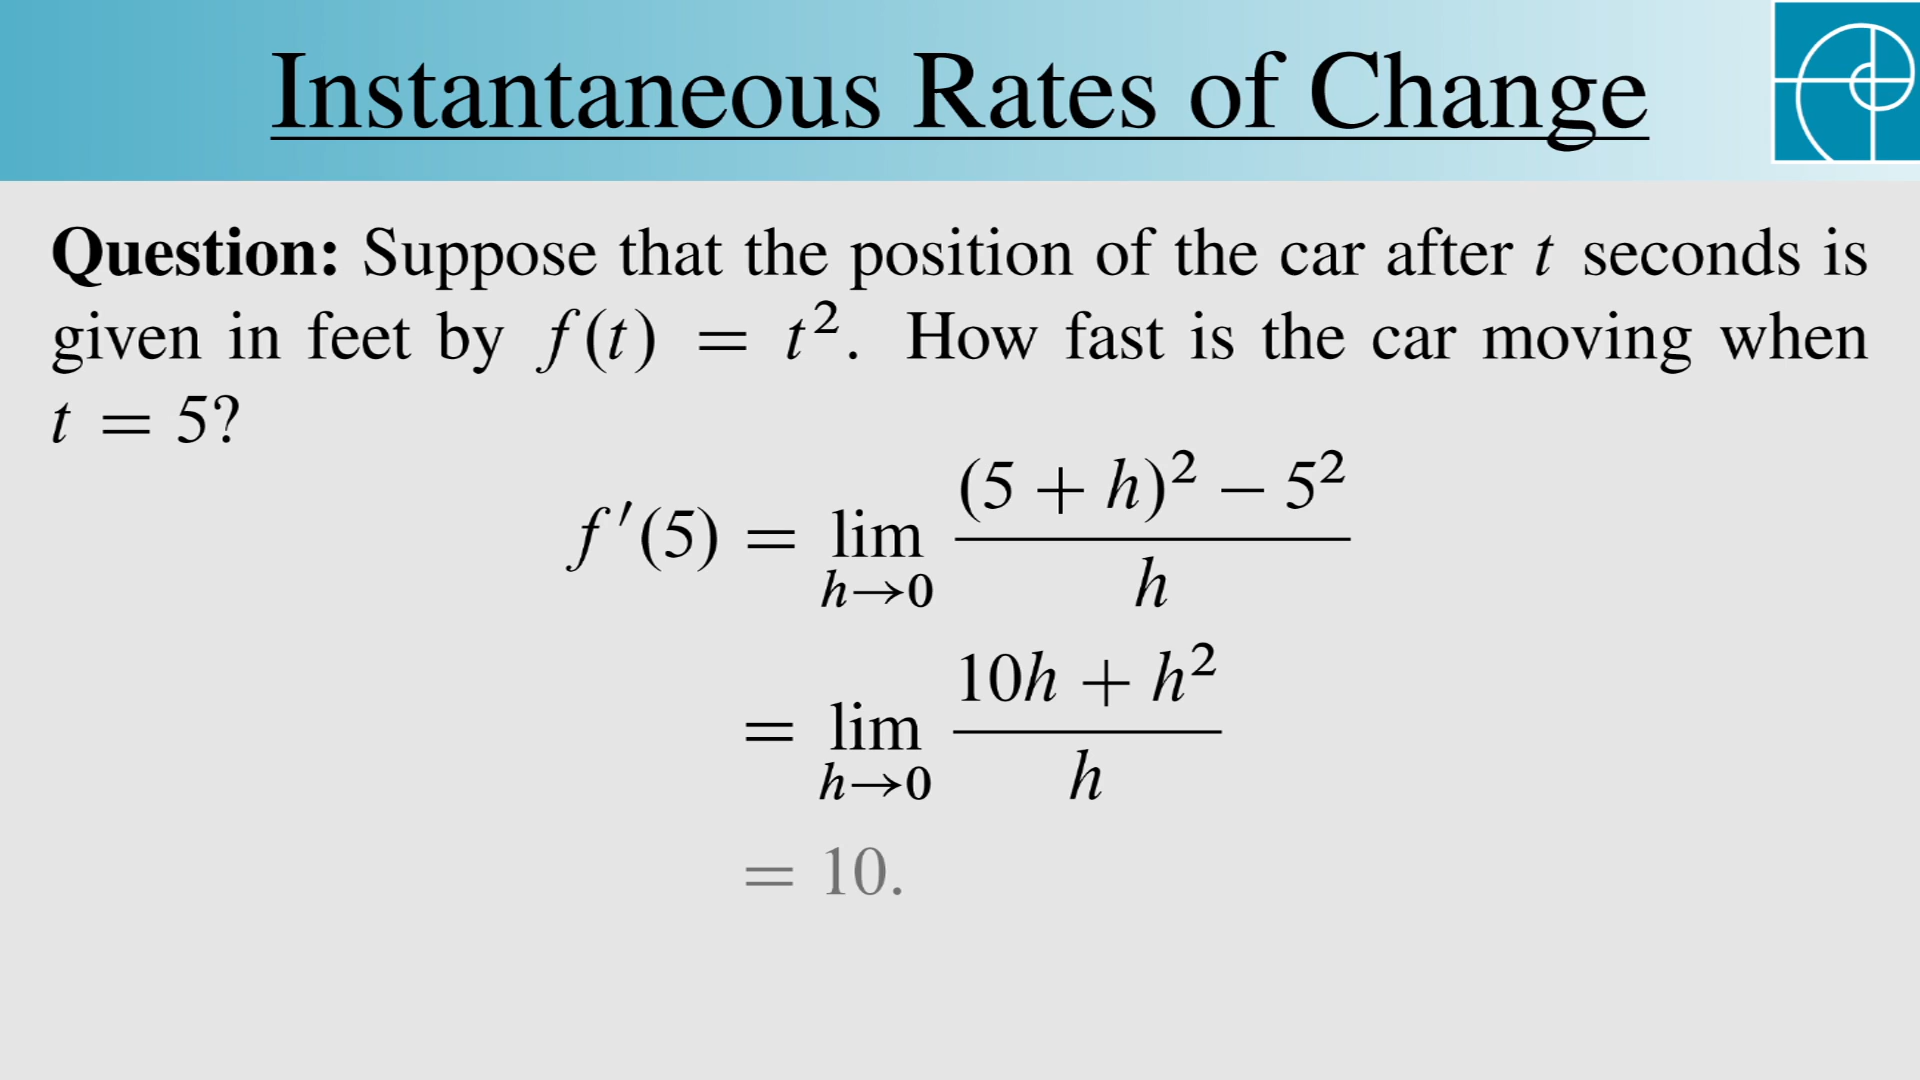 Instantaneous Rates of Change
Question: Suppose that the position of the car after t seconds is
given in feet by f(t) = t². How fast is the car moving when
t = 5?
f′(5) = lim_{h→0} ((5 + h)² − 5²)/h
= lim_{h→0} (10h + h²)/h
= 10.